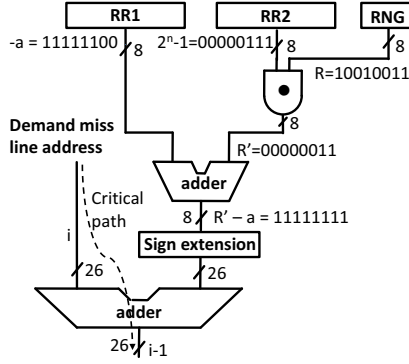 RR1
RR2
RNG
-a = 11111100
8
2ⁿ-1=00000111
8
8
R=10010011
8
Demand miss
line address
R'=00000011
adder
Critical
path
8
R' – a = 11111111
i
Sign extension
26
26
adder
26
i-1